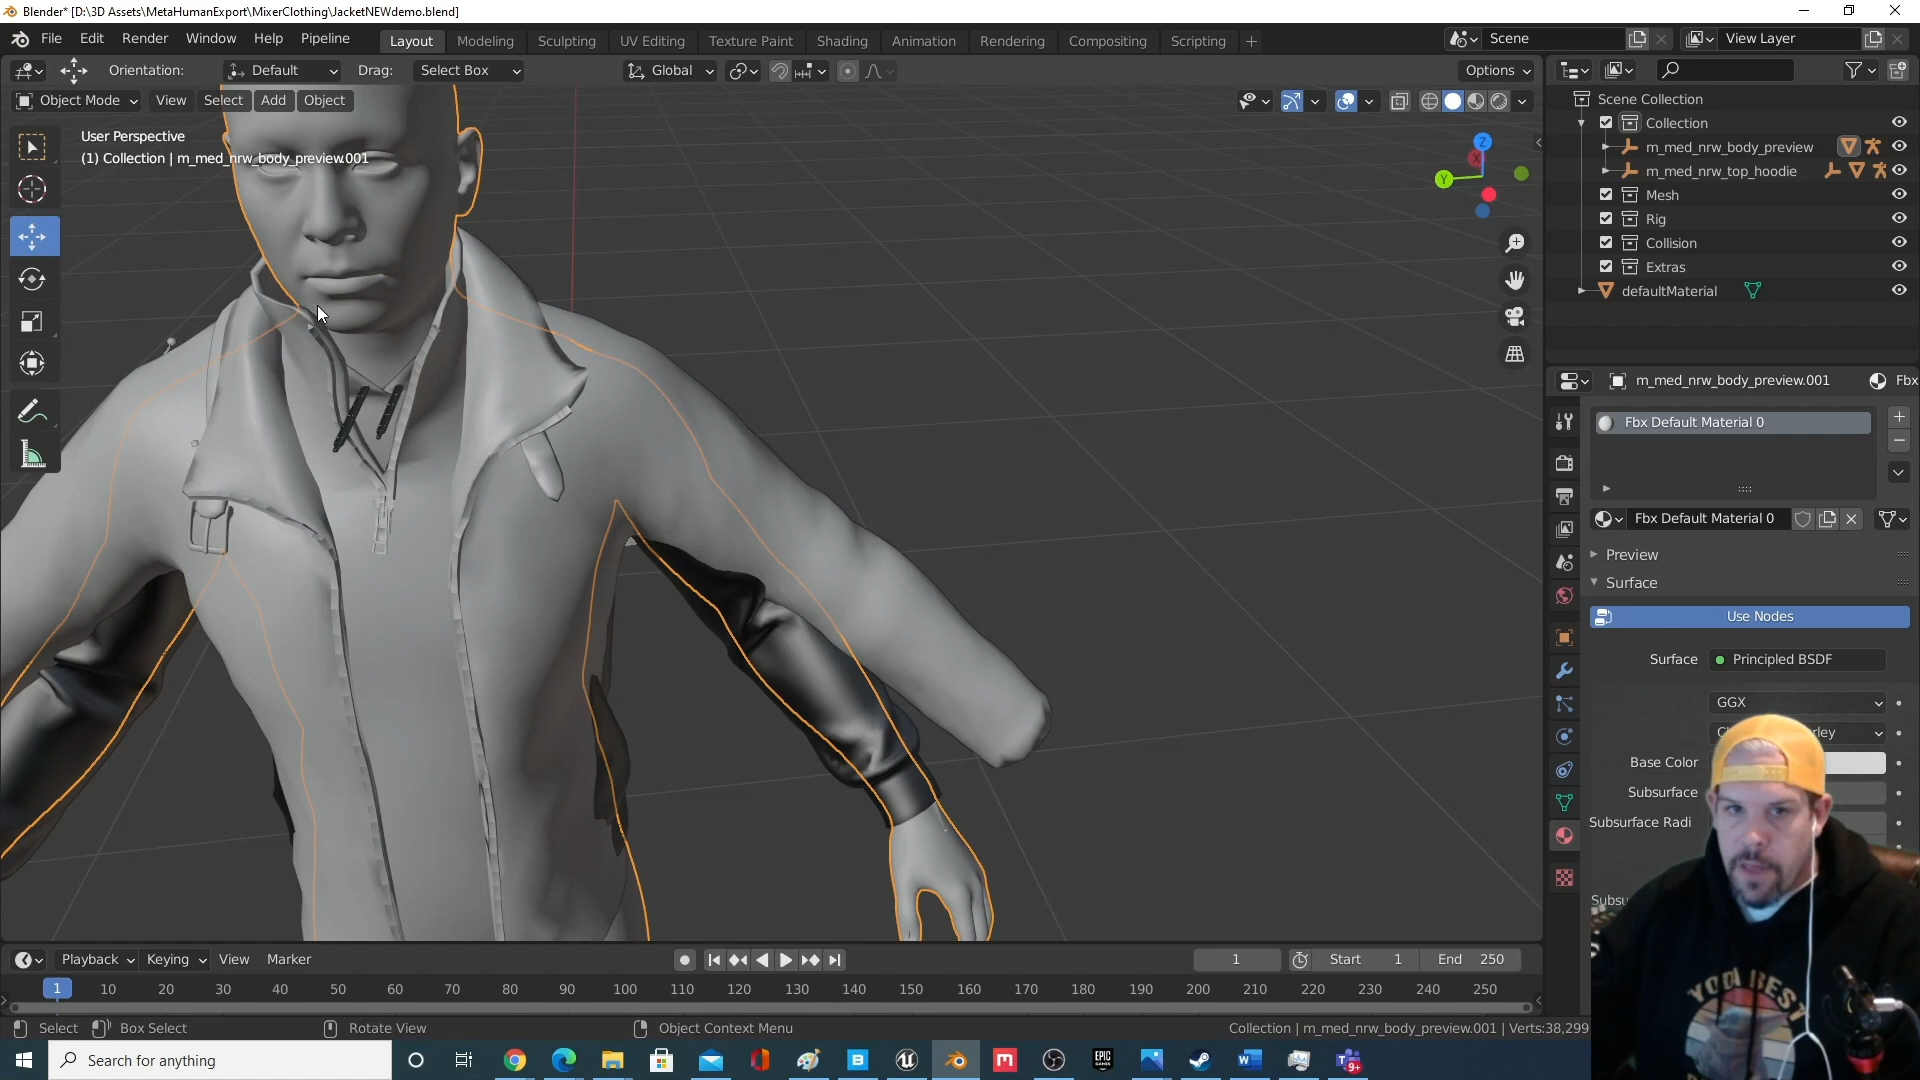 Blender* [D:\3D Assets\MetaHumanExport\MixerClothing\JacketNEWdemo.blend]
File Edit Render Window Help Pipeline Layout Modeling Sculpting UV Editing Texture Paint Shading Animation Rendering Compositing Scripting + Scene View Layer
Orientation: Default Drag: Select Box Global Options
Object Mode View Select Add Object
User Perspective
(1) Collection | m_med_nrw_body_preview.001
Z
X
Y
Scene Collection
Collection
m_med_nrw_body_preview
m_med_nrw_top_hoodie
Mesh
Rig
Collision
Extras
defaultMaterial
m_med_nrw_body_preview.001 Fbx
Fbx Default Material 0
Fbx Default Material 0
Preview
Surface
Use Nodes
Surface Principled BSDF
GGX
Base Color
Subsurface
Subsurface Radi
Subsu
YOU BEST
Playback Keying View Marker 1 Start 1 End 250
1 10 20 30 40 50 60 70 80 90 100 110 120 130 140 150 160 170 180 190 200 210 220 230 240 250
Select Box Select Rotate View Object Context Menu Collection | m_med_nrw_body_preview.001 | Verts:38,299
Search for anything
EPIC
9+